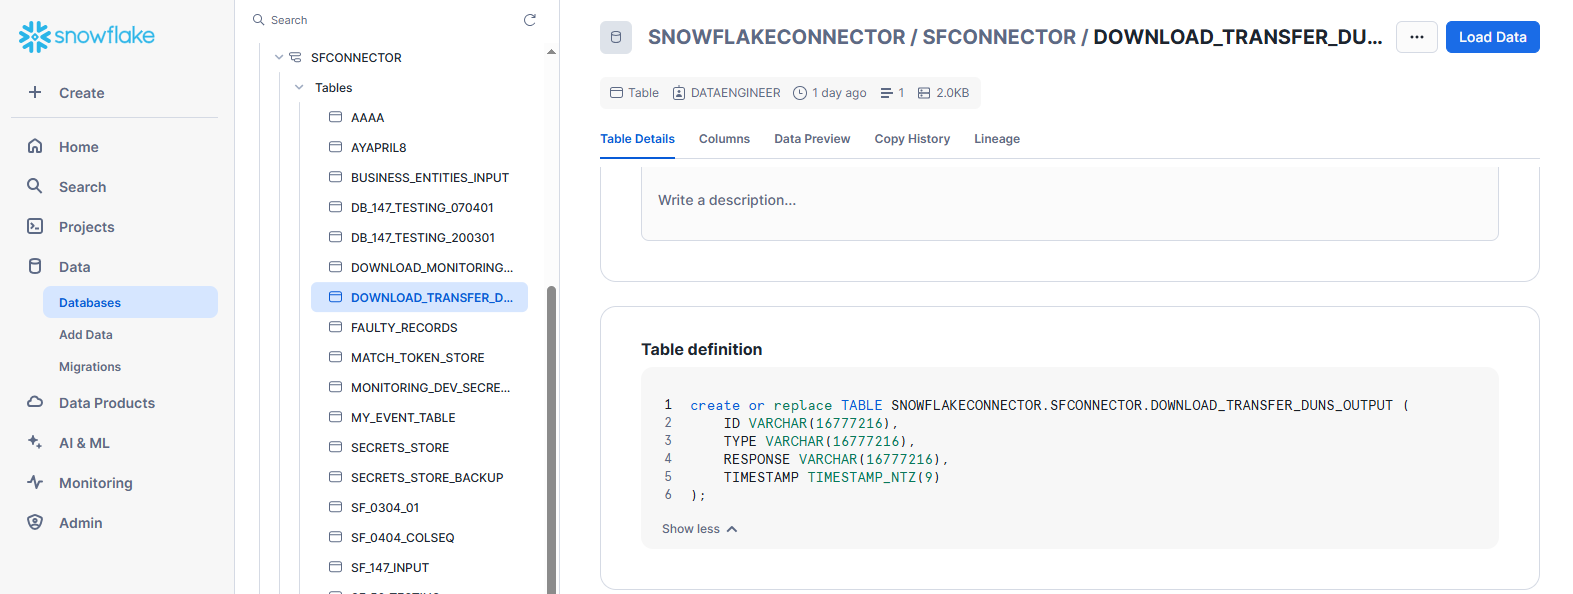 snowflake
Create
Home
Search
Projects
Data
Databases
Add Data
Migrations
Data Products
AI & ML
Monitoring
Admin
Search
SFCONNECTOR
Tables
AAAA
AYAPRIL8
BUSINESS_ENTITIES_INPUT
DB_147_TESTING_070401
DB_147_TESTING_200301
DOWNLOAD_MONITORING...
DOWNLOAD_TRANSFER_D...
FAULTY_RECORDS
MATCH_TOKEN_STORE
MONITORING_DEV_SECRE...
MY_EVENT_TABLE
SECRETS_STORE
SECRETS_STORE_BACKUP
SF_0304_01
SF_0404_COLSEQ
SF_147_INPUT
SNOWFLAKECONNECTOR / SFCONNECTOR / DOWNLOAD_TRANSFER_DU...
...
Load Data
Table DATAENGINEER 1 day ago 1 2.0KB
Table Details Columns Data Preview Copy History Lineage
Write a description...
Table definition
1 create or replace TABLE SNOWFLAKECONNECTOR.SFCONNECTOR.DOWNLOAD_TRANSFER_DUNS_OUTPUT (
2 ID VARCHAR(16777216),
3 TYPE VARCHAR(16777216),
4 RESPONSE VARCHAR(16777216),
5 TIMESTAMP TIMESTAMP_NTZ(9)
6 );
Show less